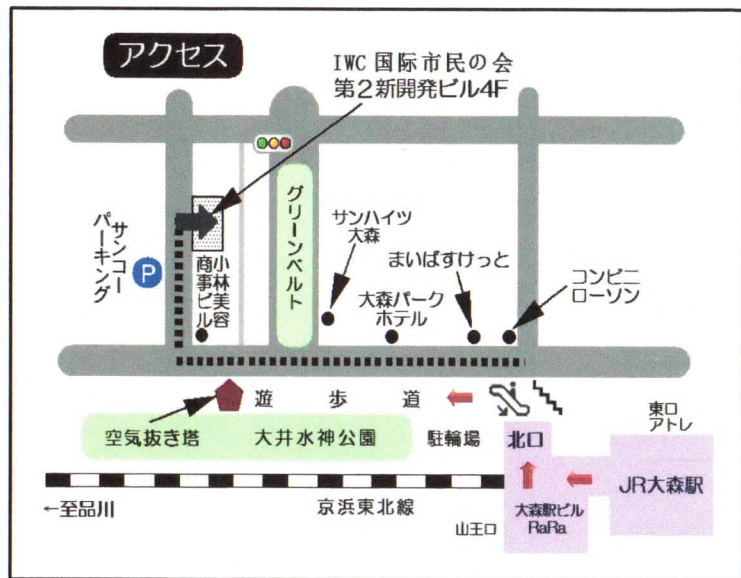 アクセス
IWC 国际市民の会
第2新開発ビル4F
サンコー
パーキング
P
小林美容
商事ビル
グリーンベルト
サンハイツ
大森
まいばすけっと
大森パーク
ホテル
コンビニ
ローソン
遊歩道
空気抜き塔
大井水神公園
駐輪場
北口
東口
アトレ
JR大森駅
←至品川
京浜東北線
山王口
大森駅ビル
RaRa